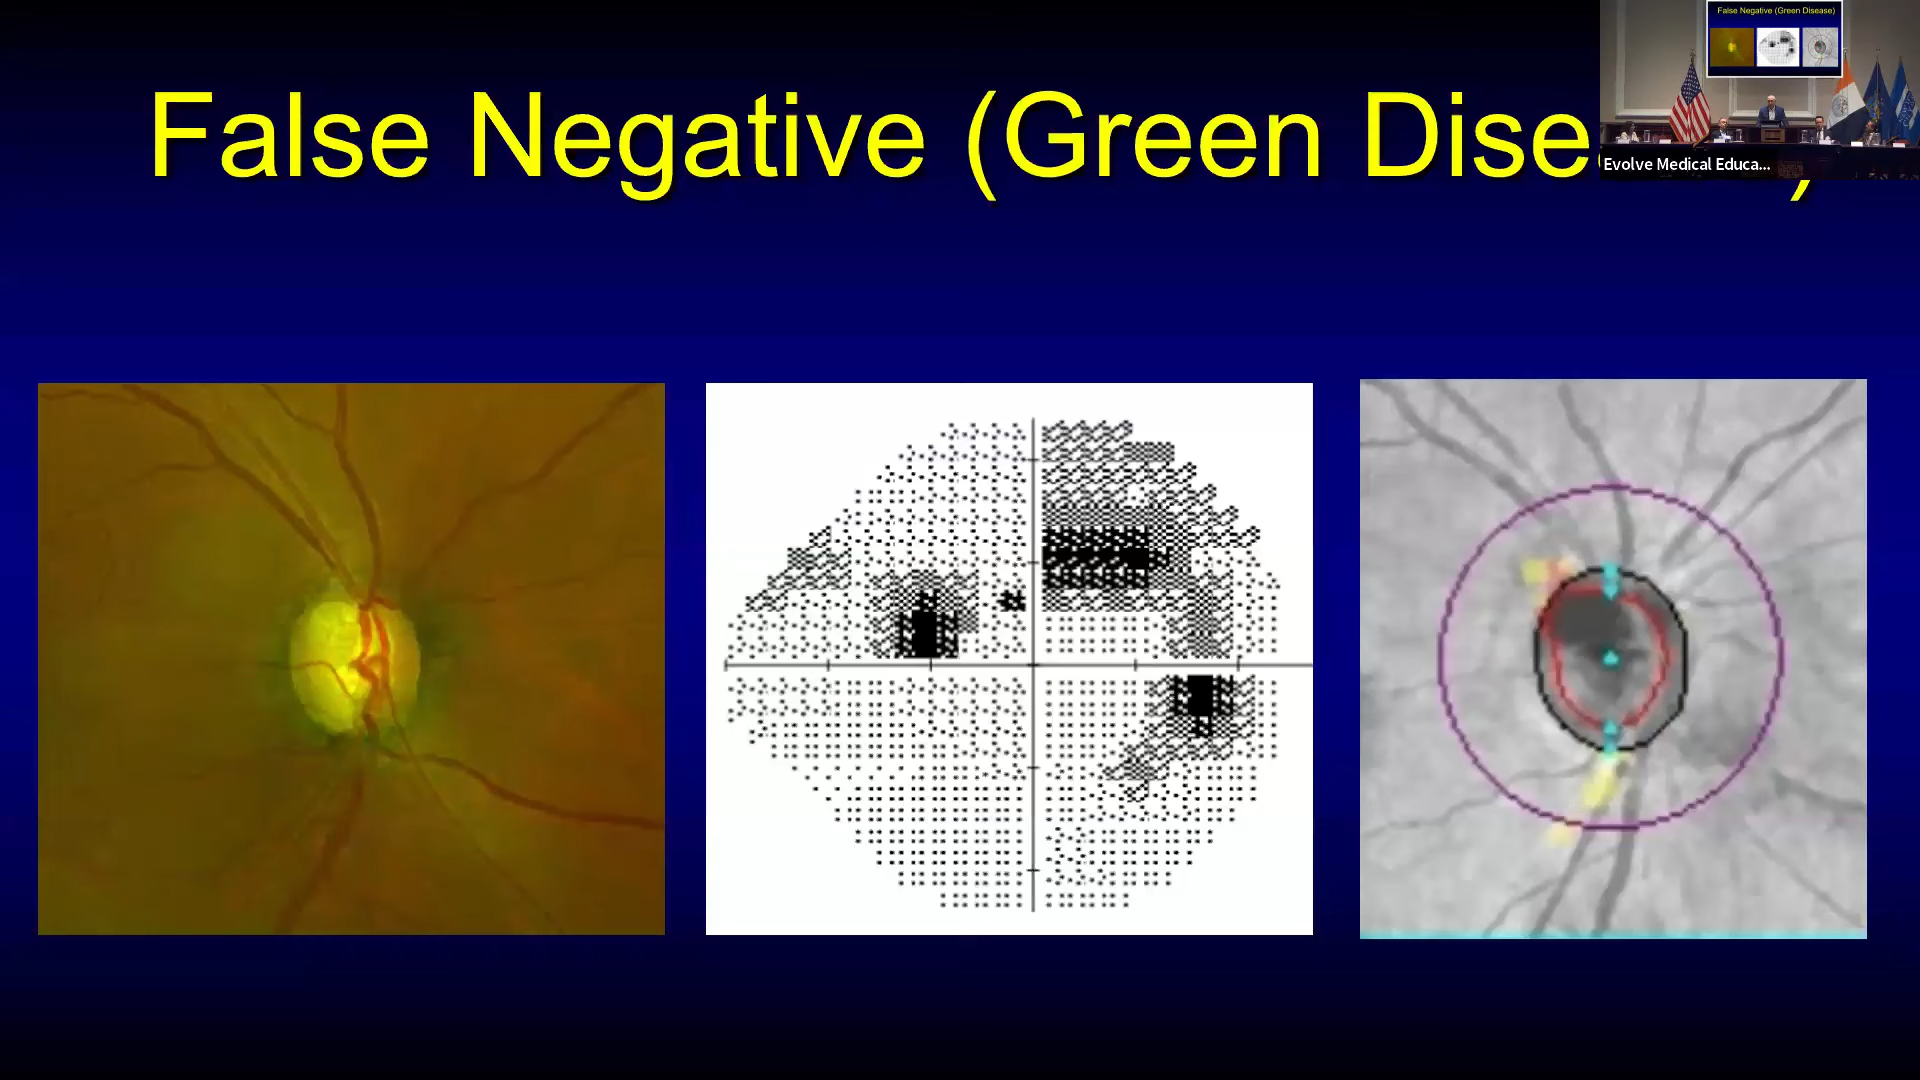 False Negative (Green Disease)
False Negative (Green Dise
Evolve Medical Educa...